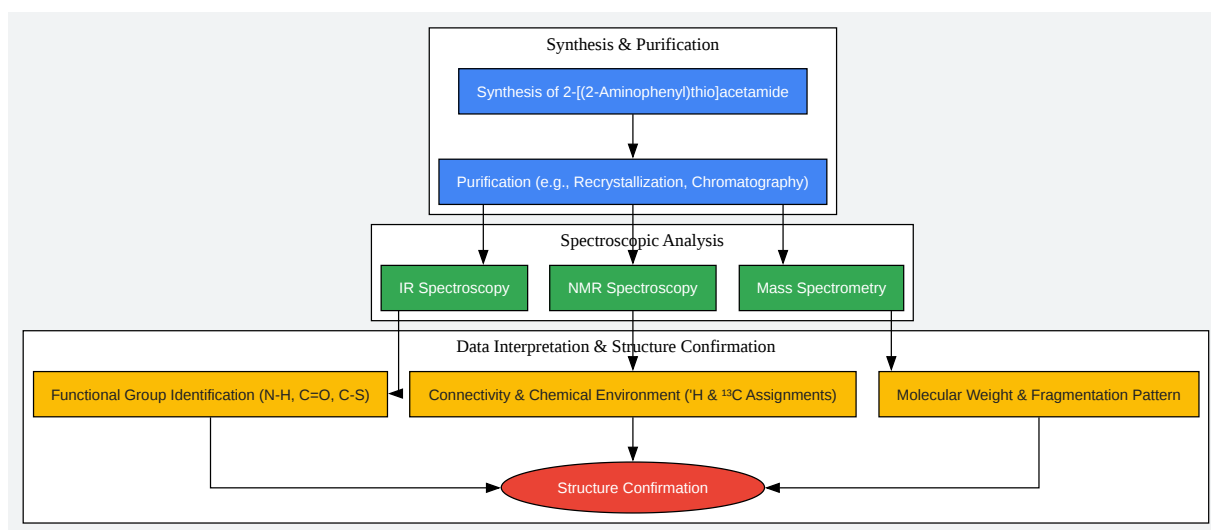 Synthesis & Purification
Synthesis of 2-[(2-Aminophenyl)thio]acetamide
Purification (e.g., Recrystallization, Chromatography)
Spectroscopic Analysis
IR Spectroscopy
NMR Spectroscopy
Mass Spectrometry
Data Interpretation & Structure Confirmation
Functional Group Identification (N-H, C=O, C-S)
Connectivity & Chemical Environment ('H & ¹³C Assignments)
Molecular Weight & Fragmentation Pattern
Structure Confirmation